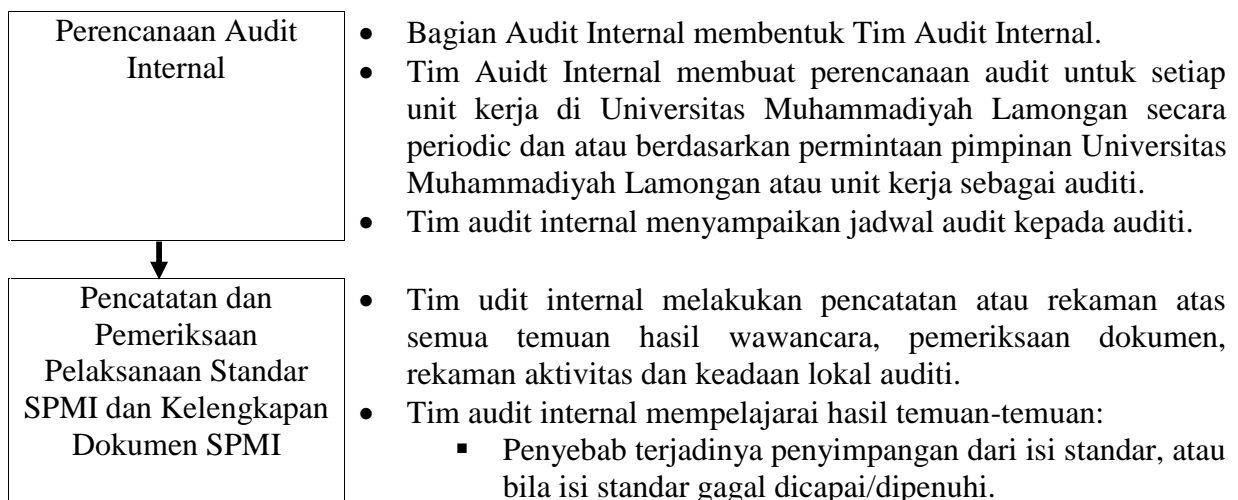 Perencanaan Audit
Internal
• Bagian Audit Internal membentuk Tim Audit Internal.
• Tim Auidt Internal membuat perencanaan audit untuk setiap
unit kerja di Universitas Muhammadiyah Lamongan secara
periodic dan atau berdasarkan permintaan pimpinan Universitas
Muhammadiyah Lamongan atau unit kerja sebagai auditi.
• Tim audit internal menyampaikan jadwal audit kepada auditi.
Pencatatan dan
Pemeriksaan
Pelaksanaan Standar
SPMI dan Kelengkapan
Dokumen SPMI
• Tim udit internal melakukan pencatatan atau rekaman atas
semua temuan hasil wawancara, pemeriksaan dokumen,
rekaman aktivitas dan keadaan lokal auditi.
• Tim audit internal mempelajarai hasil temuan-temuan:
▪ Penyebab terjadinya penyimpangan dari isi standar, atau
bila isi standar gagal dicapai/dipenuhi.